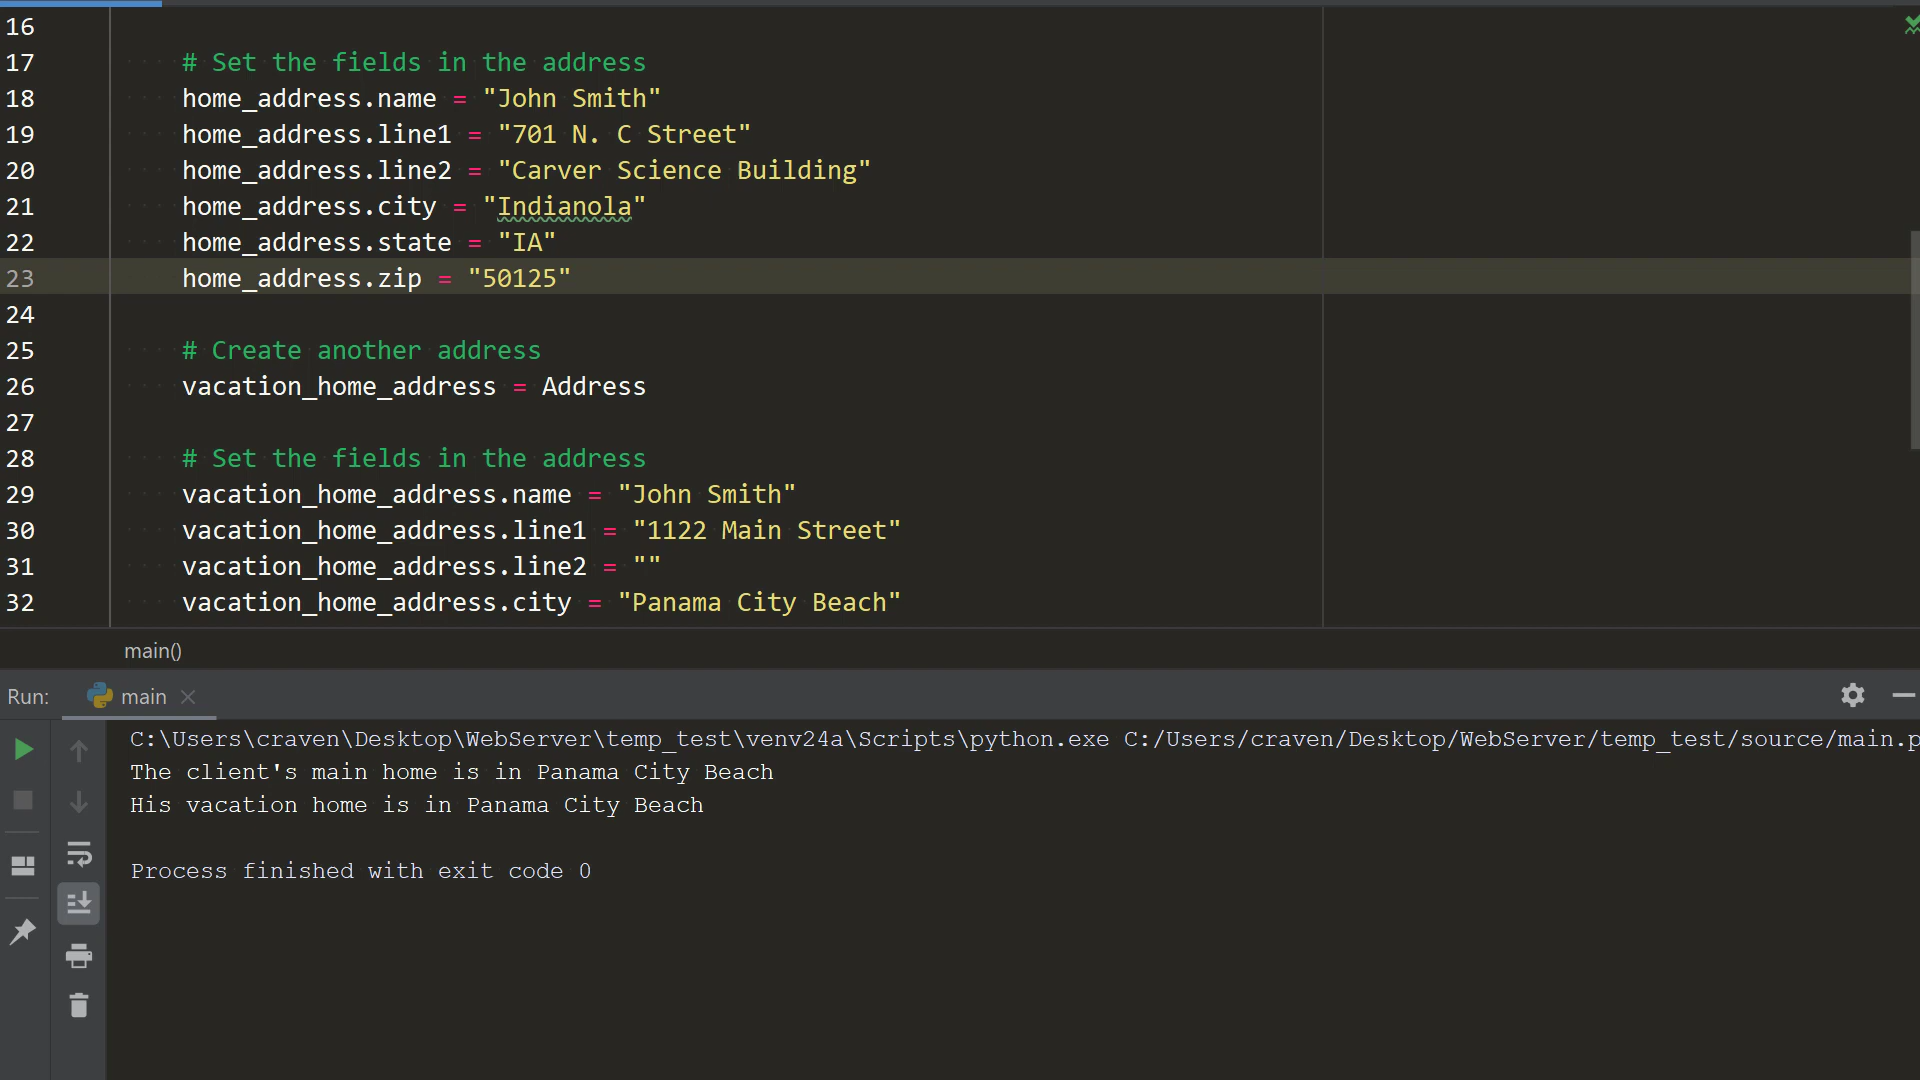 16
17 # Set the fields in the address
18 home_address.name = "John Smith"
19 home_address.line1 = "701 N. C Street"
20 home_address.line2 = "Carver Science Building"
21 home_address.city = "Indianola"
22 home_address.state = "IA"
23 home_address.zip = "50125"
24
25 # Create another address
26 vacation_home_address = Address
27
28 # Set the fields in the address
29 vacation_home_address.name = "John Smith"
30 vacation_home_address.line1 = "1122 Main Street"
31 vacation_home_address.line2 = ""
32 vacation_home_address.city = "Panama City Beach"
main()
Run: main
C:\Users\craven\Desktop\WebServer\temp_test\venv24a\Scripts\python.exe C:/Users/craven/Desktop/WebServer/temp_test/source/main.p
The client's main home is in Panama City Beach
His vacation home is in Panama City Beach
Process finished with exit code 0